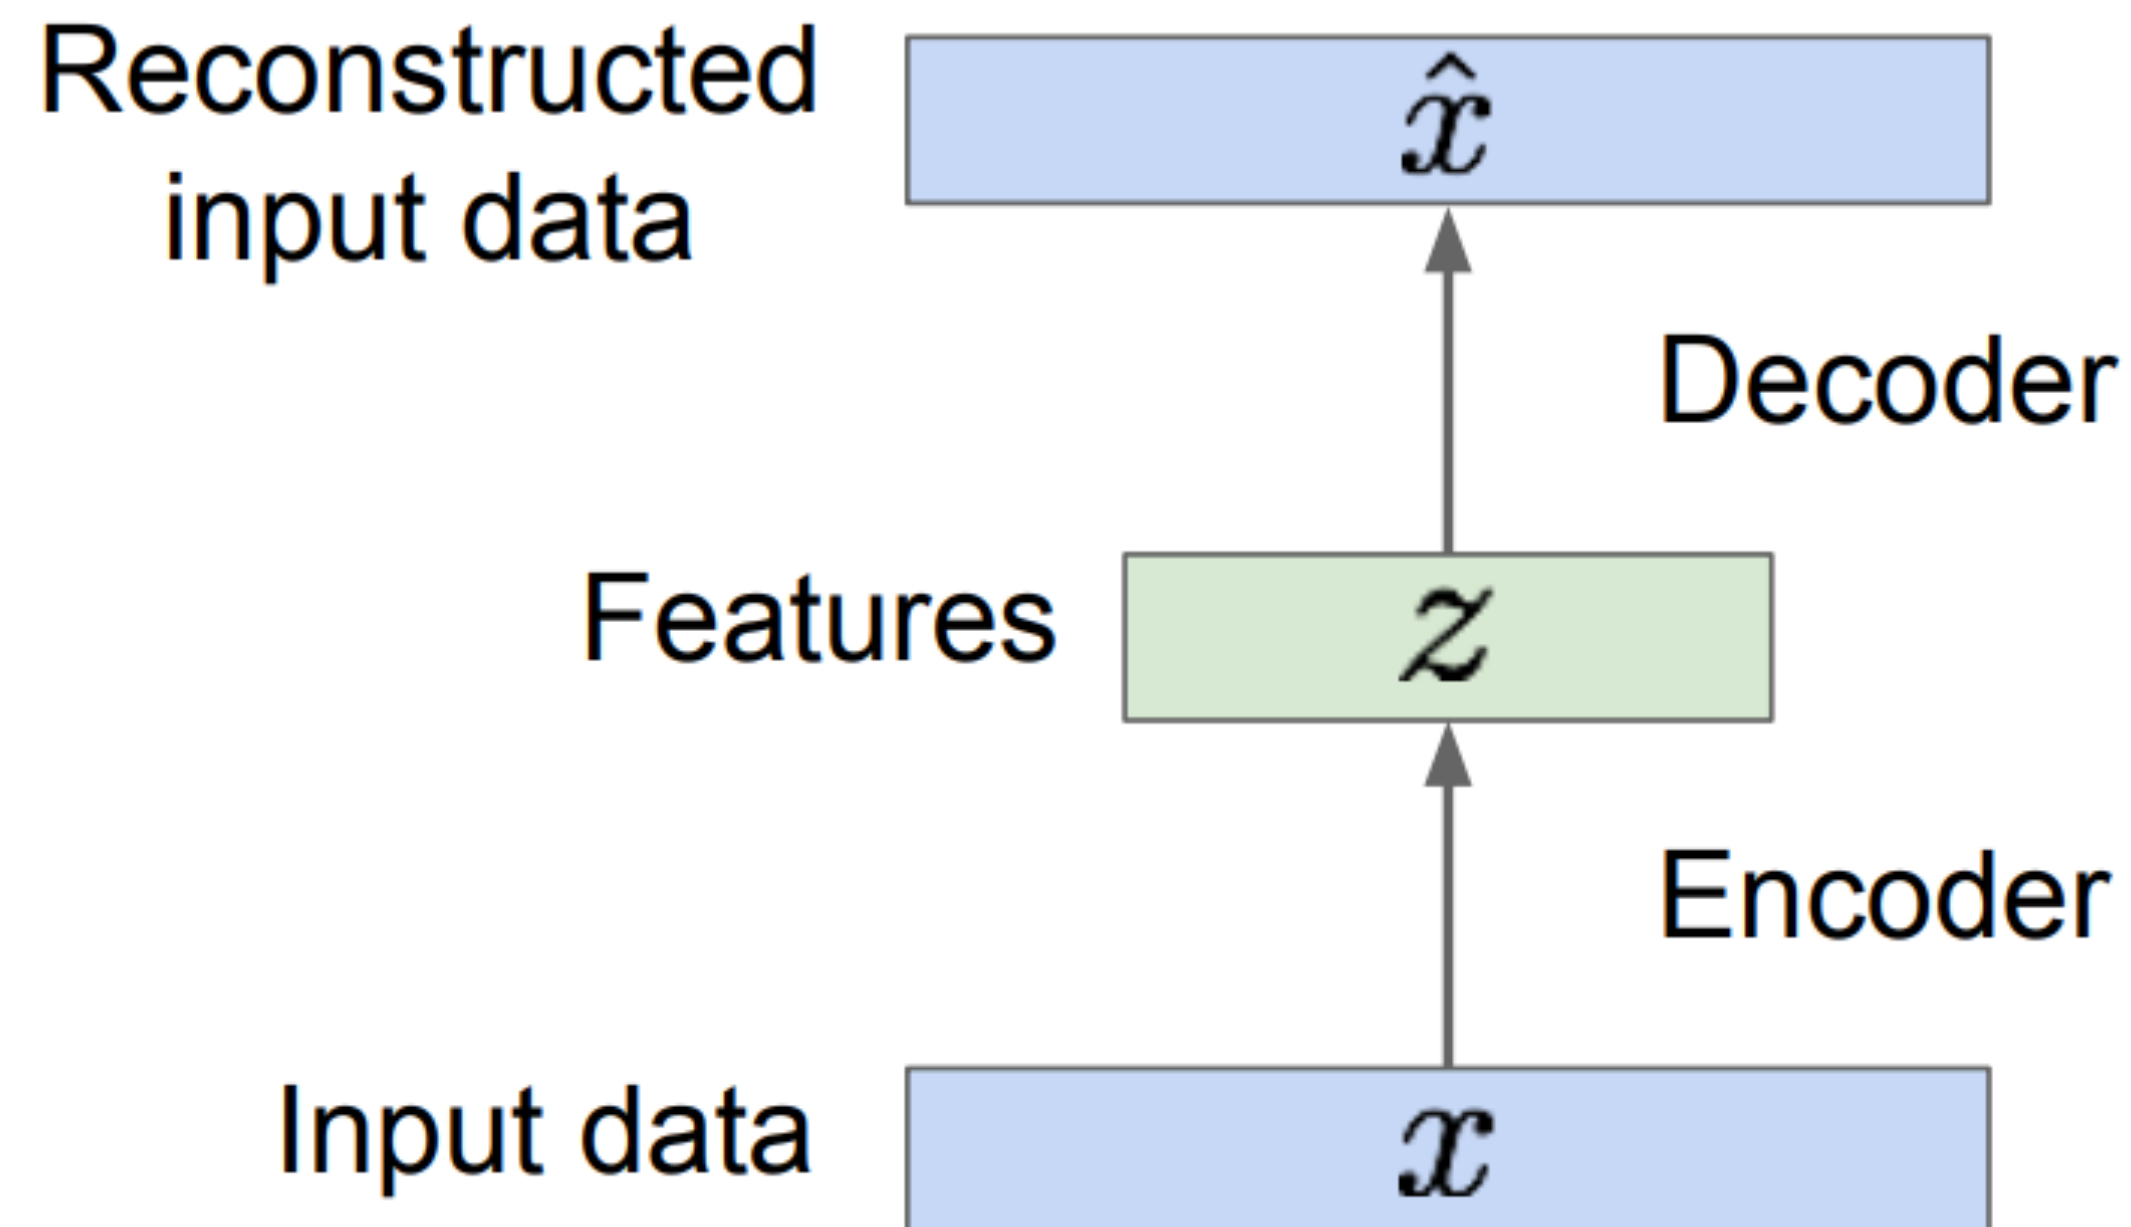 Reconstructed
input data
x̂
Decoder
Features
z
Encoder
Input data
x